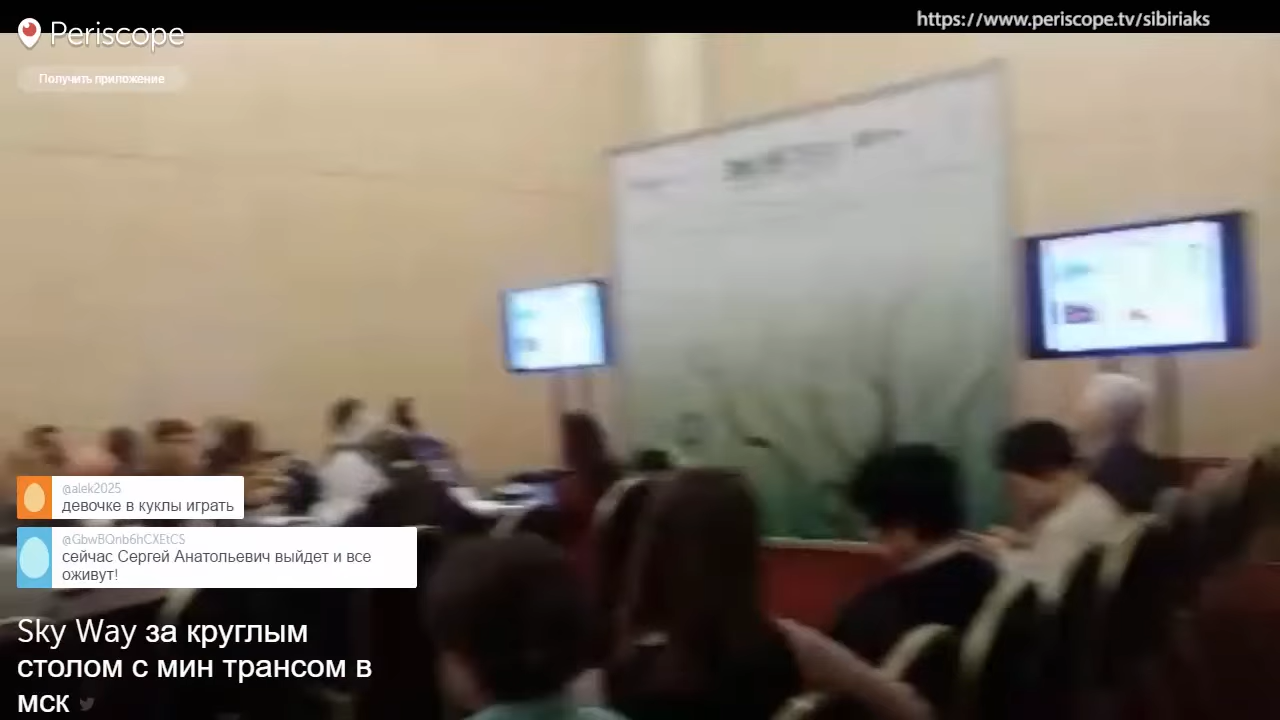 https://www.periscope.tv/sibiriaks
Periscope
Получить приложение
@alek2025
девочке в куклы играть
@GbwBQnb6hCXEtCS
сейчас Сергей Анатольевич выйдет и все
оживут!
Sky Way за круглым
столом с мин трансом в
мск